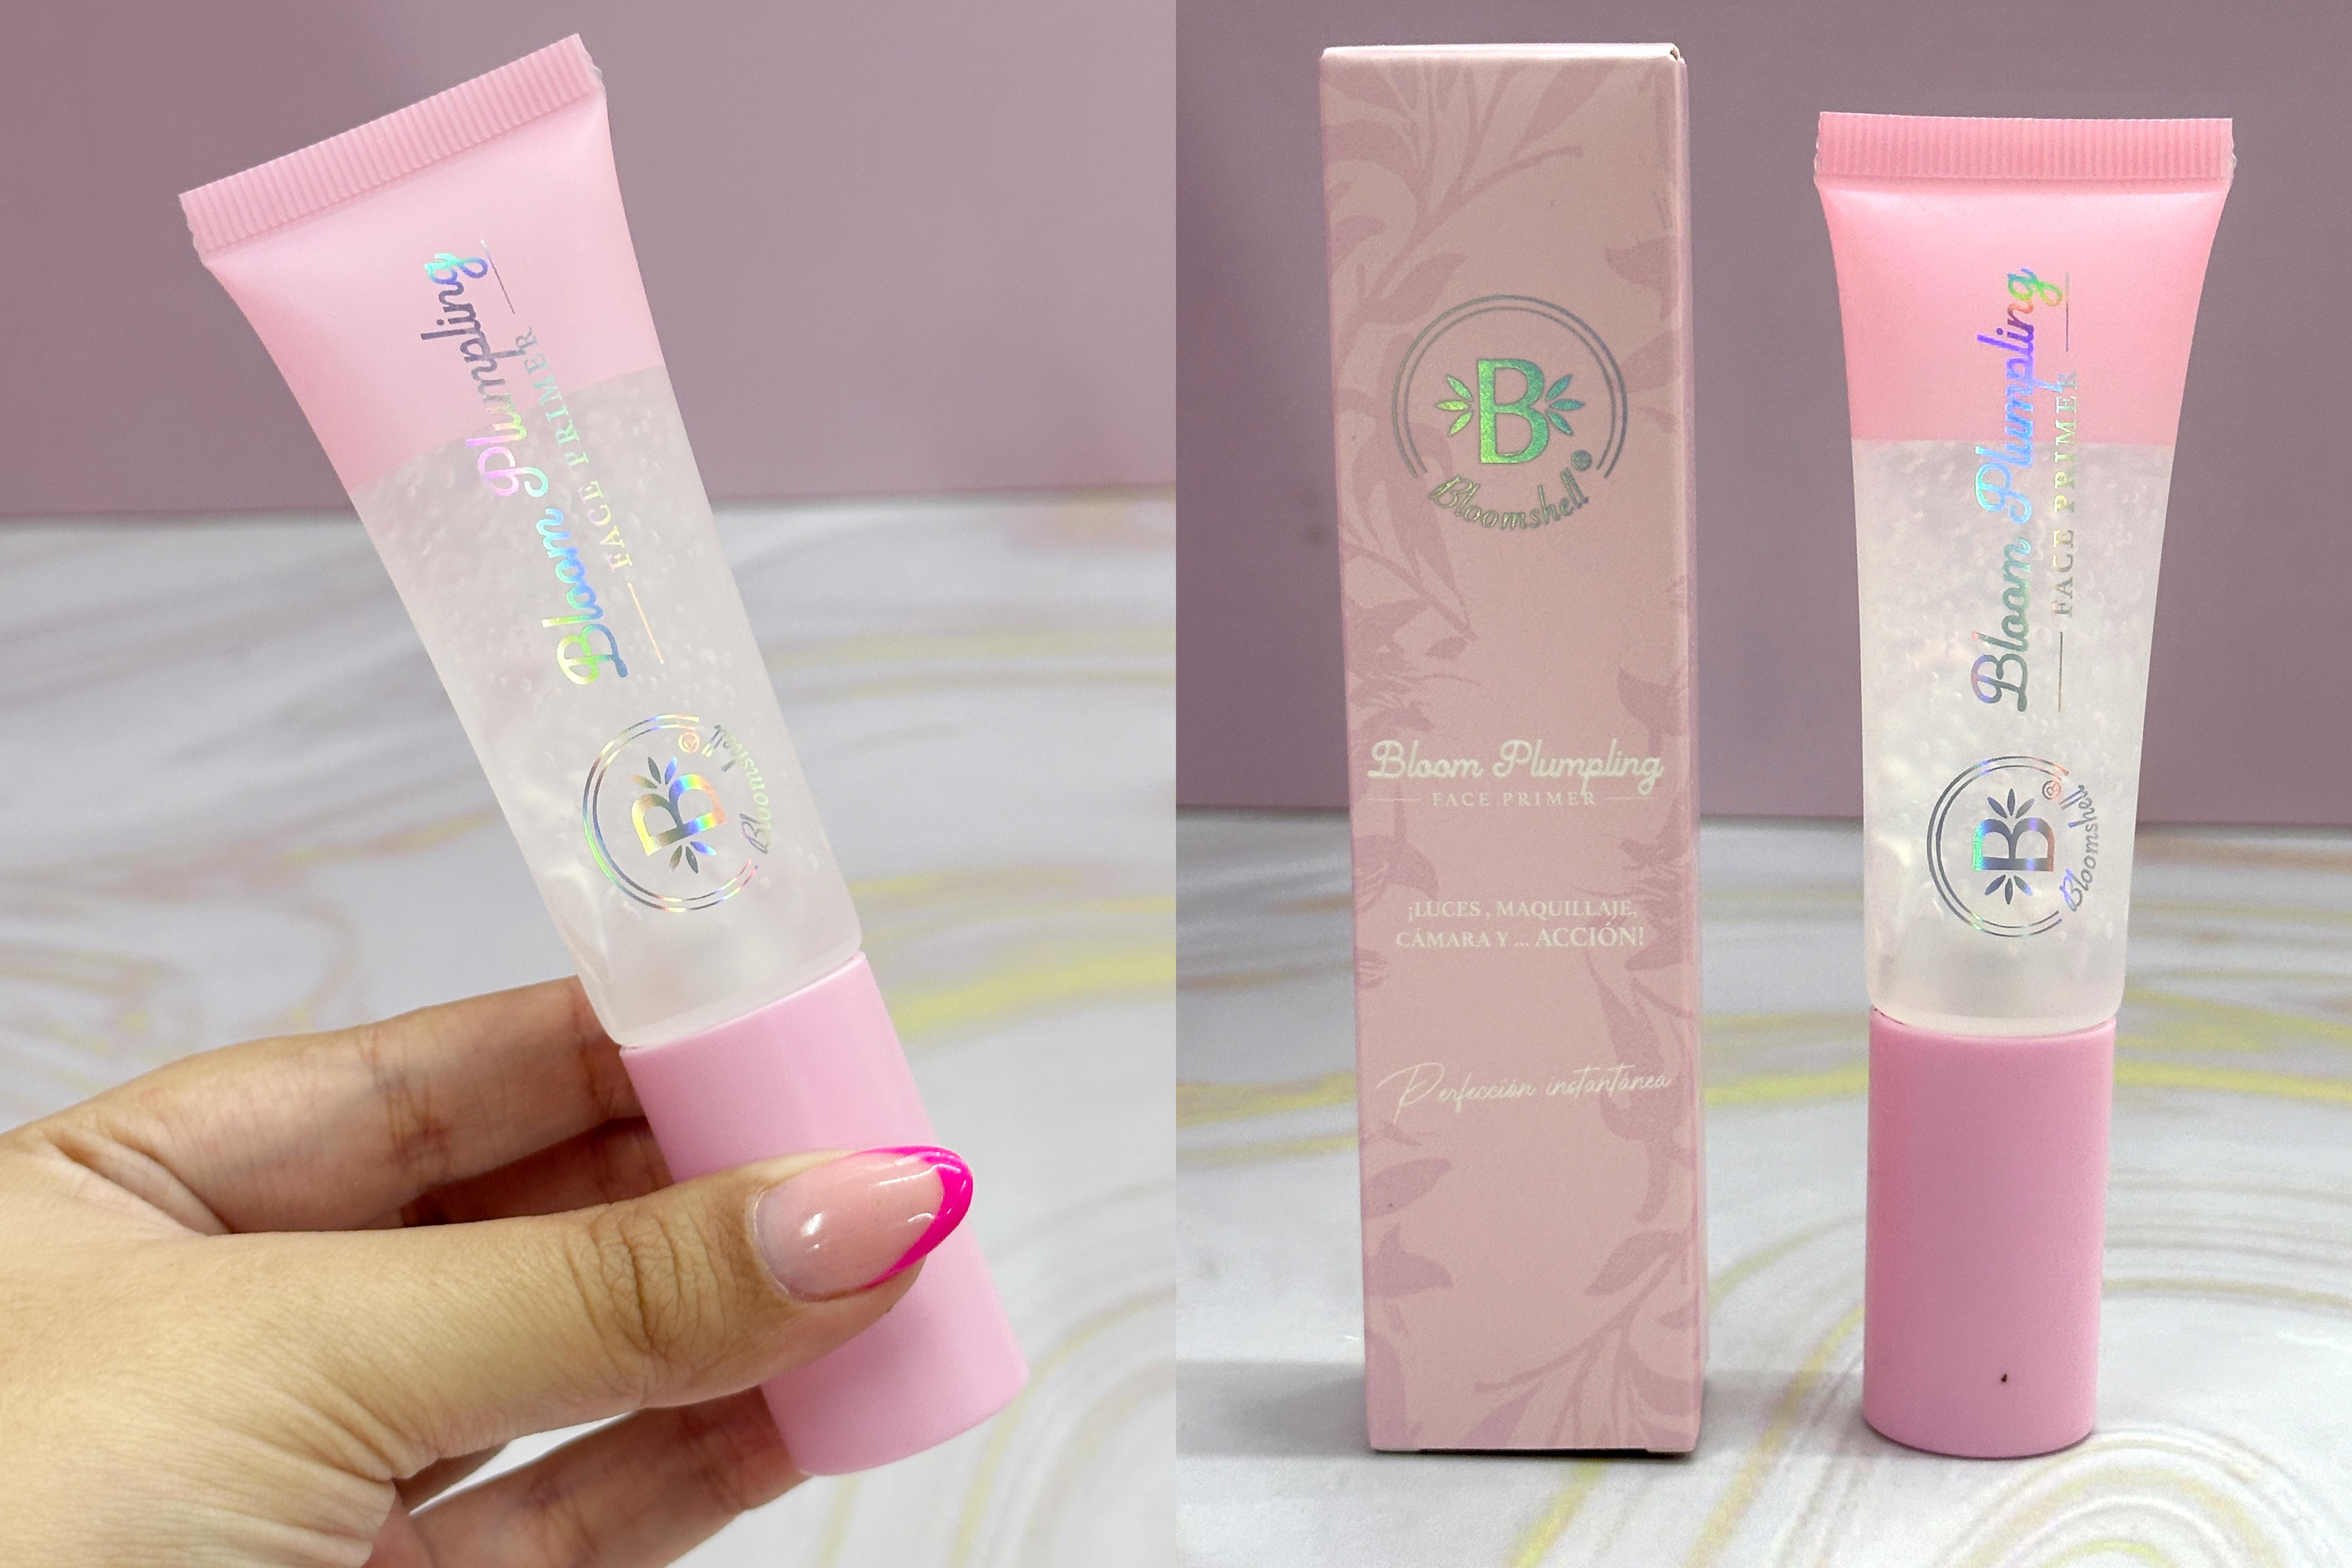 Bloom Plumpling
FACE PRIMER
B
Bloomshell®
B
Bloomshell®
Bloom Plumpling
FACE PRIMER
¡LUCES , MAQUILLAJE,
CÁMARA Y ... ACCIÓN!
Perfección instantánea
Bloom Plumpling
FACE PRIMER
B
Bloomshell®